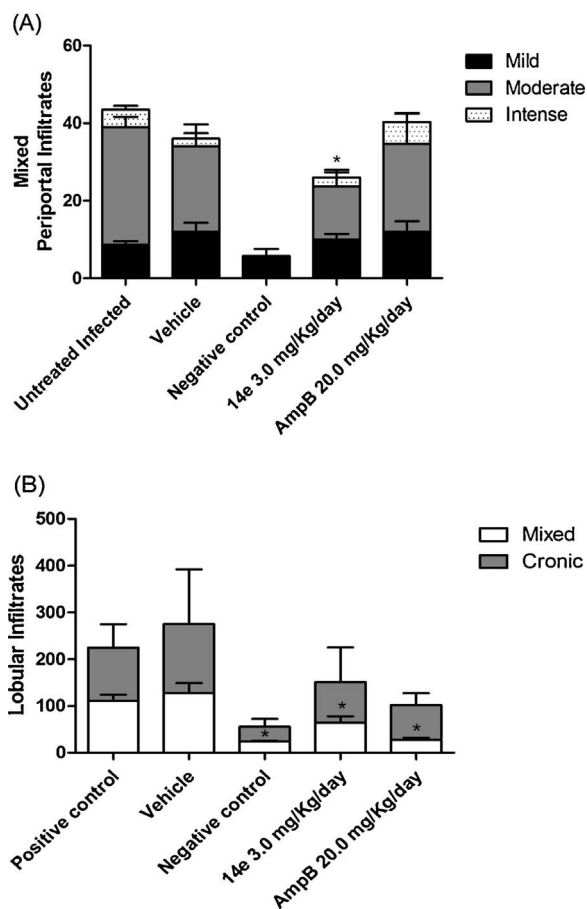 (A)
60
40
20
0
Mixed
Periportal Infiltrates
*
Mild
Moderate
Intense
Untreated Infected
Vehicle
Negative control
14e 3.0 mg/Kg/day
AmpB 20.0 mg/Kg/day
(B)
500
400
300
200
100
0
Lobular Infiltrates
*
*
*
Mixed
Cronic
Positive control
Vehicle
Negative control
14e 3.0 mg/Kg/day
AmpB 20.0 mg/Kg/day